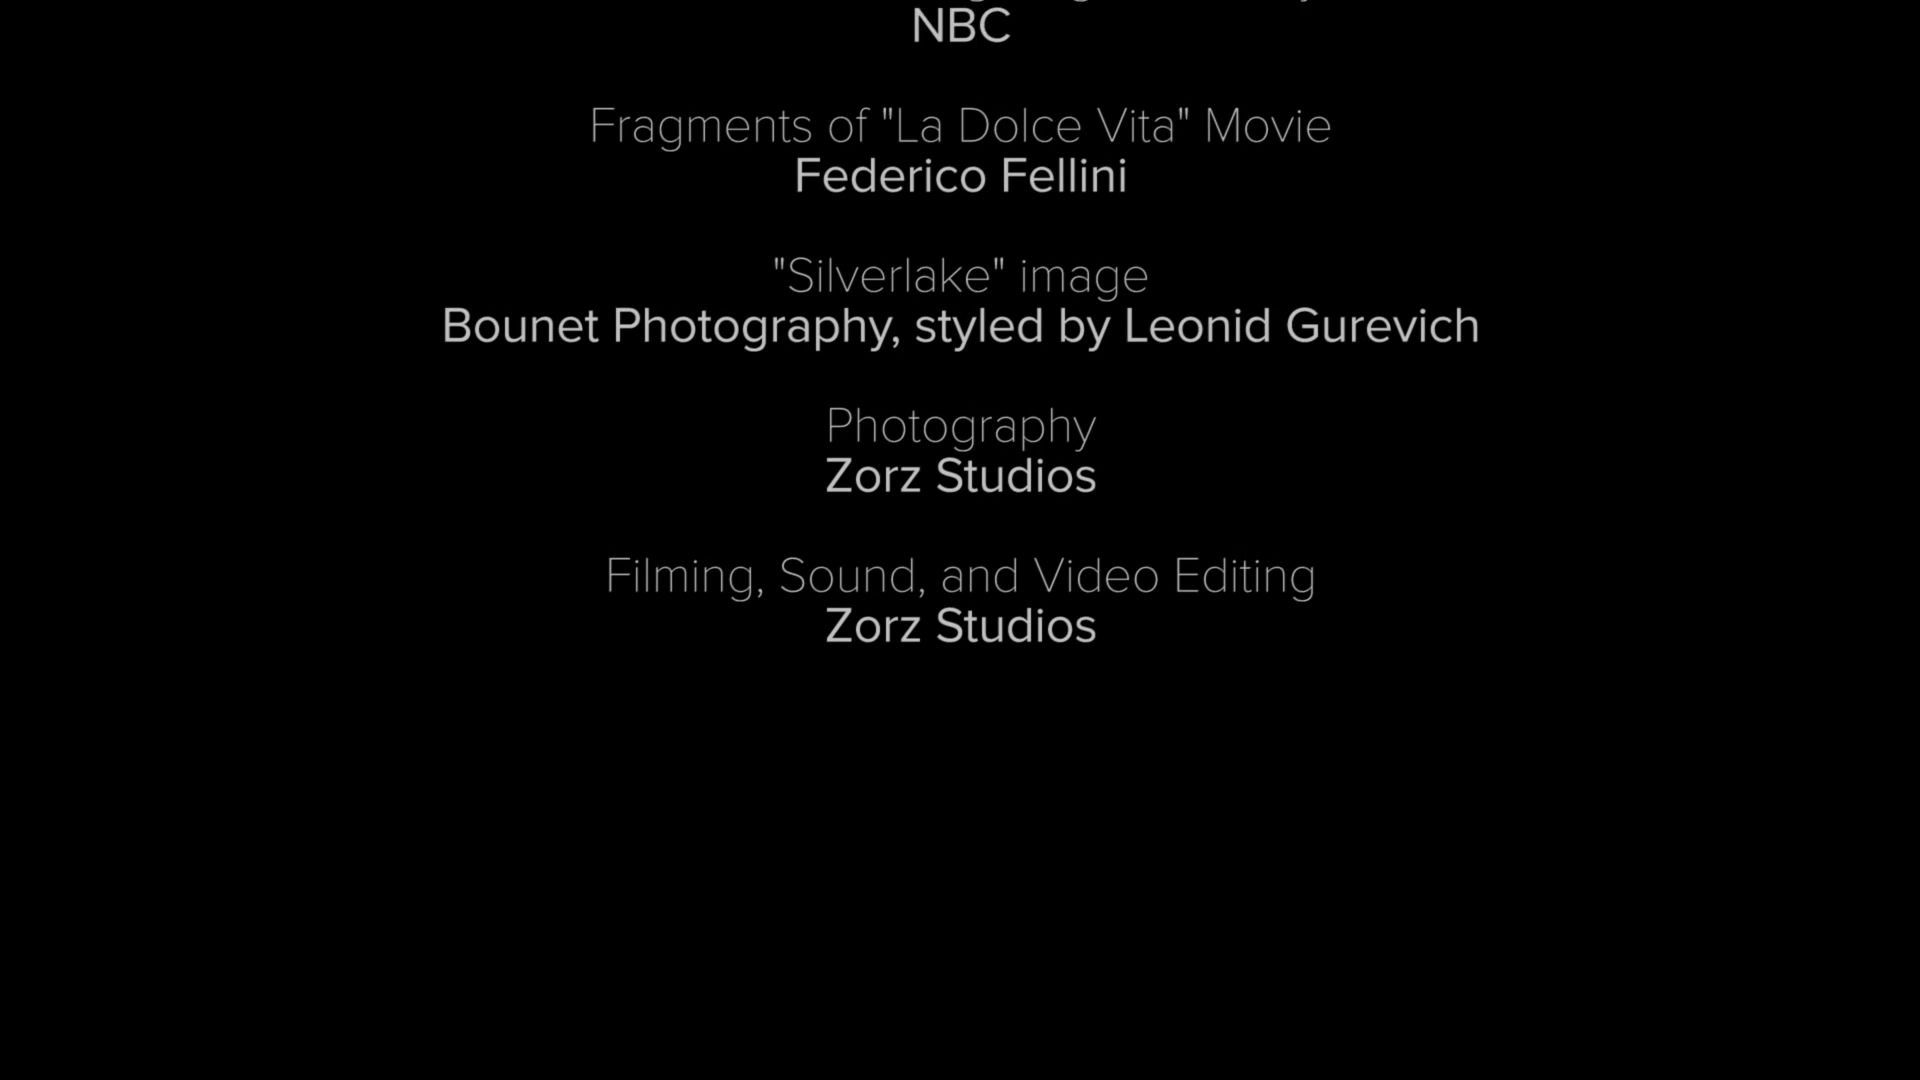 NBC
Fragments of "La Dolce Vita" Movie
Federico Fellini
"Silverlake" image
Bounet Photography, styled by Leonid Gurevich
Photography
Zorz Studios
Filming, Sound, and Video Editing
Zorz Studios